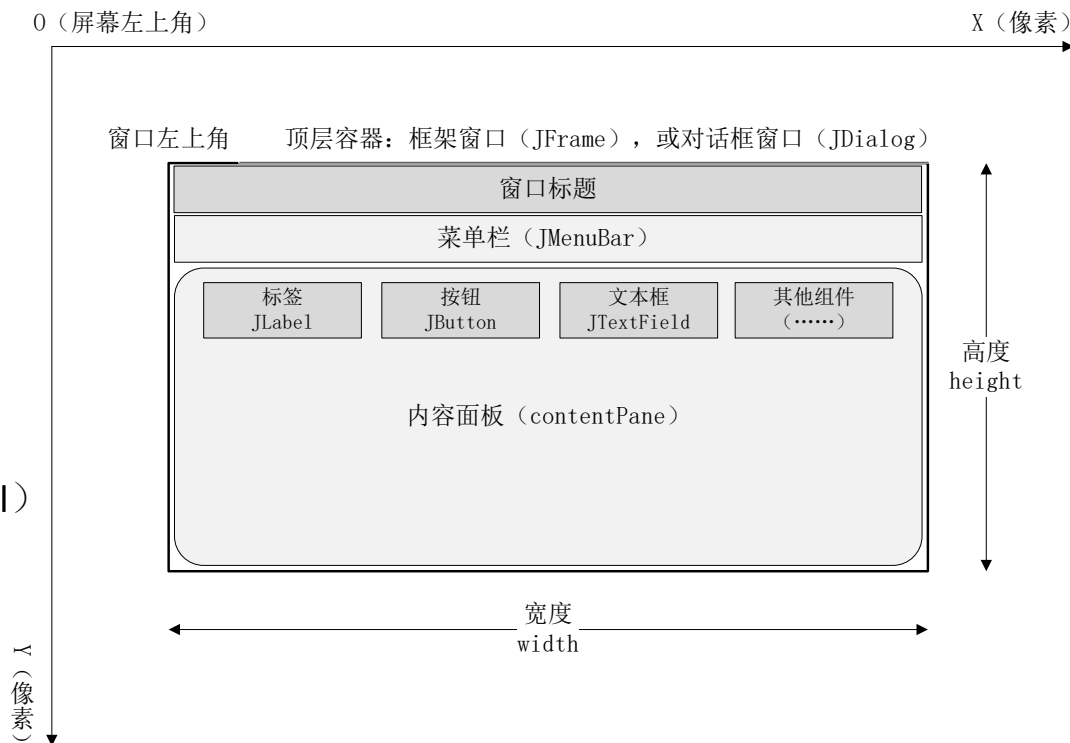 O（屏幕左上角）
X（像素）
窗口左上角
顶层容器：框架窗口（JFrame），或对话框窗口（JDialog）
窗口标题
菜单栏（JMenuBar）
标签
JLabel
按钮
JButton
文本框
JTextField
其他组件
（……）
高度
height
内容面板（contentPane）
l）
宽度
width
Y（像素）